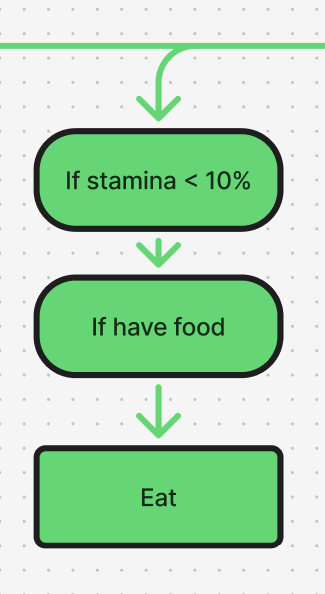 If stamina < 10%
If have food
Eat